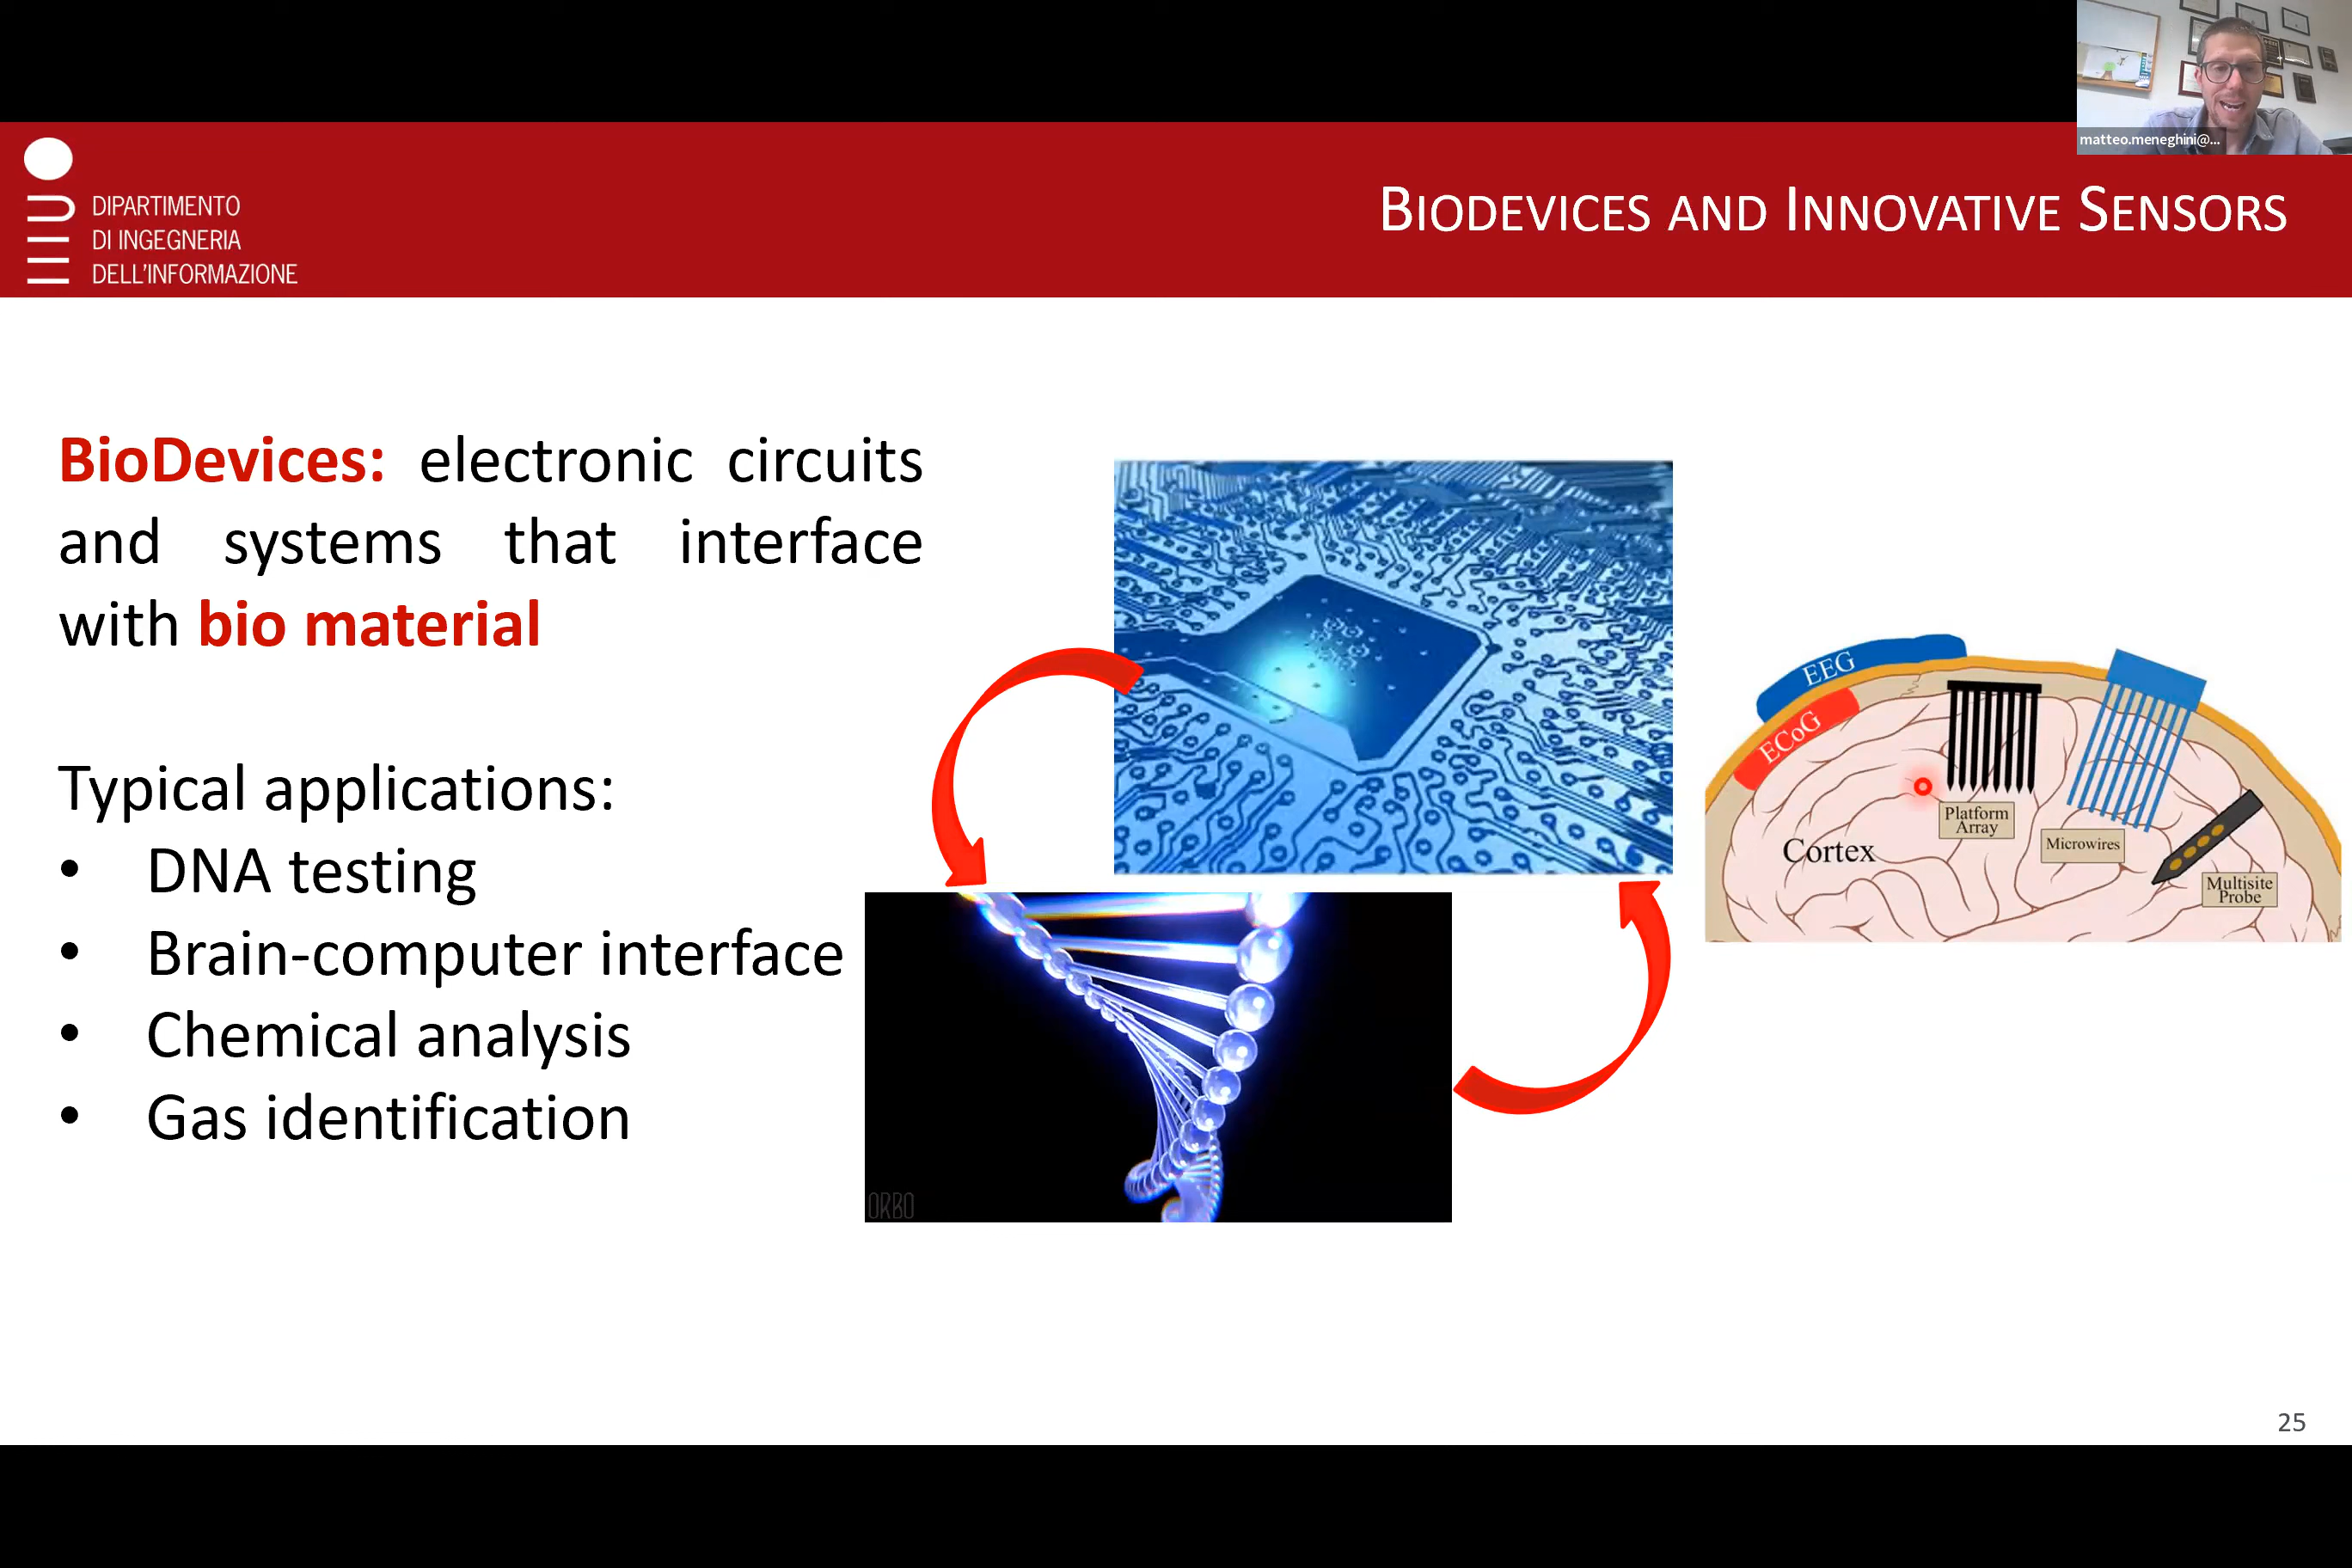 matteo.meneghini@...
DIPARTIMENTO
DI INGEGNERIA
DELL'INFORMAZIONE
BIODEVICES AND INNOVATIVE SENSORS
BioDevices: electronic circuits
and systems that interface
with bio material
Typical applications:
• DNA testing
• Brain-computer interface
• Chemical analysis
• Gas identification
EEG
ECoG
Cortex
Platform
Array
Microwires
Multisite
Probe
ORBO
25